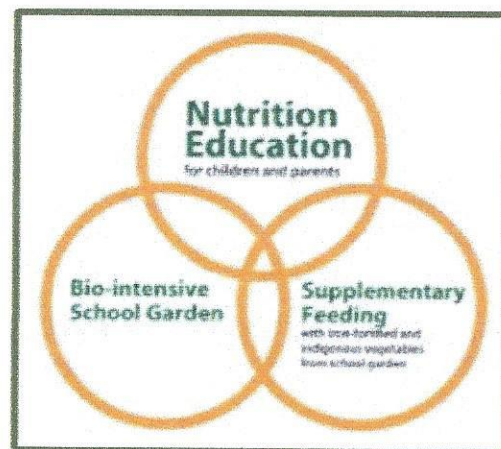 Nutrition
Education
for children and parents
Bio-intensive
School Garden
Supplementary
Feeding
with iron-fortified and
indigenous vegetables
from school garden